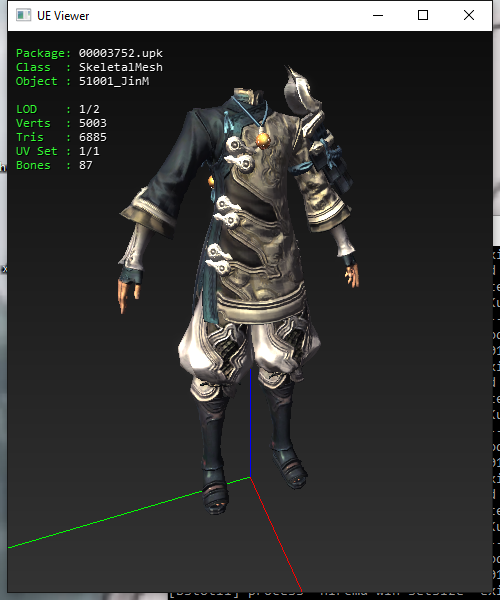 UE Viewer
Package: 00003752.upk
Class  : SkeletalMesh
Object : 51001_JinM
LOD    : 1/2
Verts  : 5003
Tris   : 6885
UV Set : 1/1
Bones  : 87